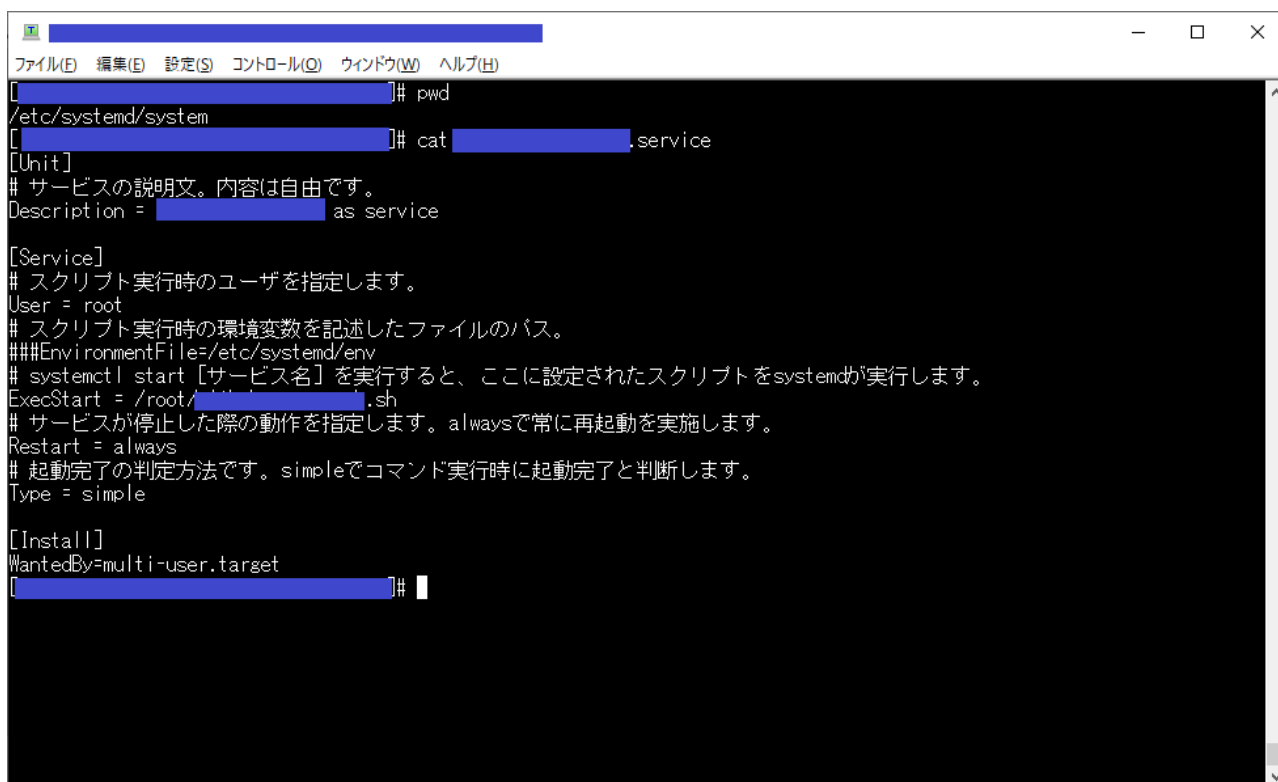 ファイル(F) 編集(E) 設定(S) コントロール(O) ウィンドウ(W) ヘルプ(H)
[ ]# pwd
/etc/systemd/system
[ ]# cat .service
[Unit]
# サービスの説明文。内容は自由です。
Description = as service
[Service]
# スクリプト実行時のユーザを指定します。
User = root
# スクリプト実行時の環境変数を記述したファイルのパス。
###EnvironmentFile=/etc/systemd/env
# systemctl start [サービス名] を実行すると、ここに設定されたスクリプトをsystemdが実行します。
ExecStart = /root/ .sh
# サービスが停止した際の動作を指定します。alwaysで常に再起動を実施します。
Restart = always
# 起動完了の判定方法です。simpleでコマンド実行時に起動完了と判断します。
Type = simple
[Install]
WantedBy=multi-user.target
[ ]#